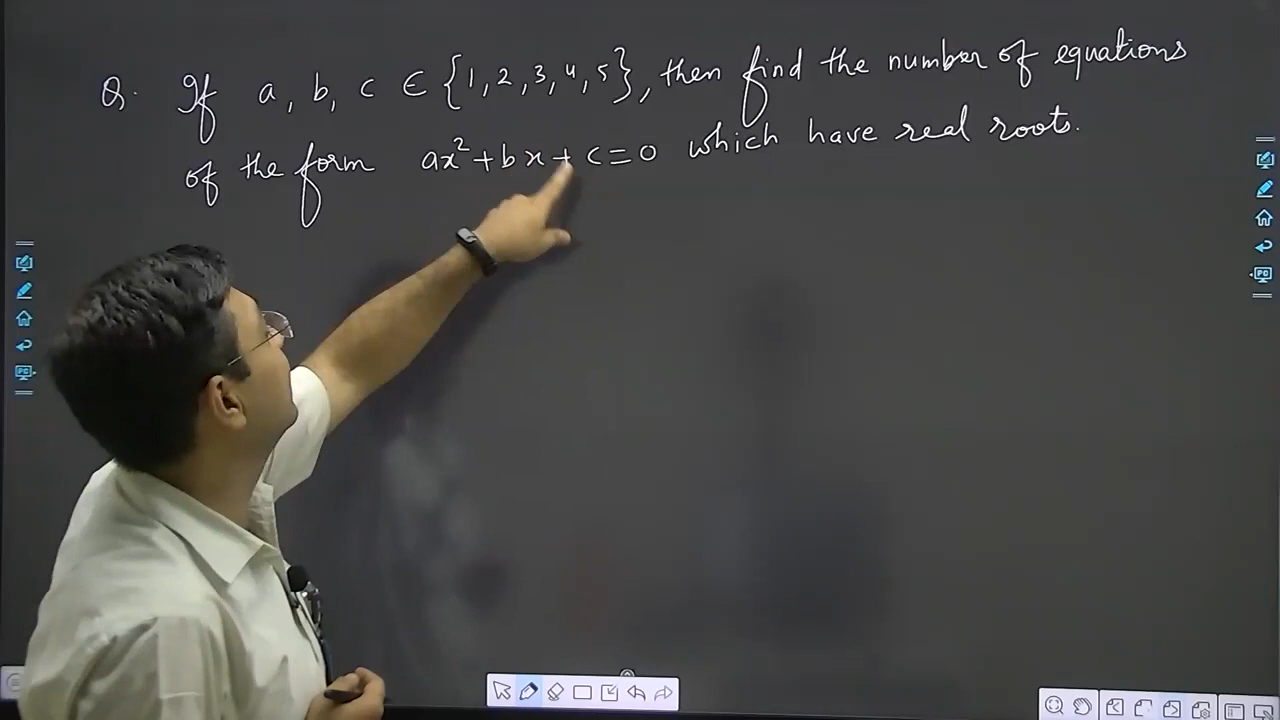 Q. If a, b, c ∈ {1, 2, 3, 4, 5}, then find the number of equations
of the form ax² + bx + c = 0 which have real roots.